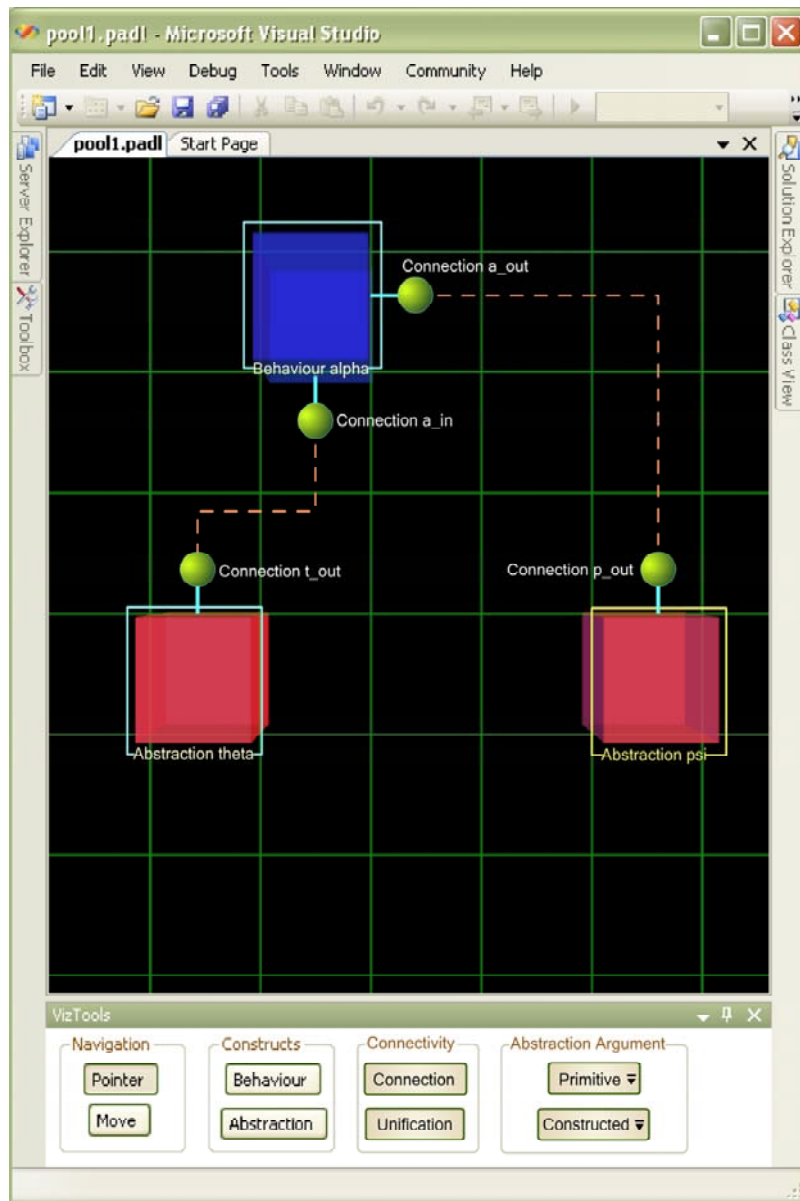 pool1.padl - Microsoft Visual Studio
File Edit View Debug Tools Window Community Help
pool1.padl Start Page
Server Explorer
Toolbox
Solution Explorer
Class View
Connection a_out
Behaviour alpha
Connection a_in
Connection t_out
Connection p_out
Abstraction theta
Abstraction psi
VizTools
Navigation Constructs Connectivity Abstraction Argument
Pointer Behaviour Connection Primitive
Move Abstraction Unification Constructed